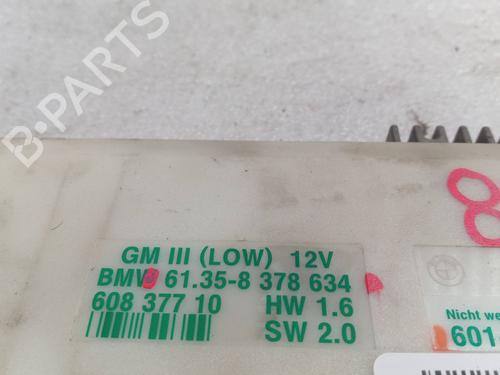 B-PARTS
8
GM III (LOW) 12V
BMW 61.35-8 378 634
608 377 10 HW 1.6
SW 2.0
Nicht we
601